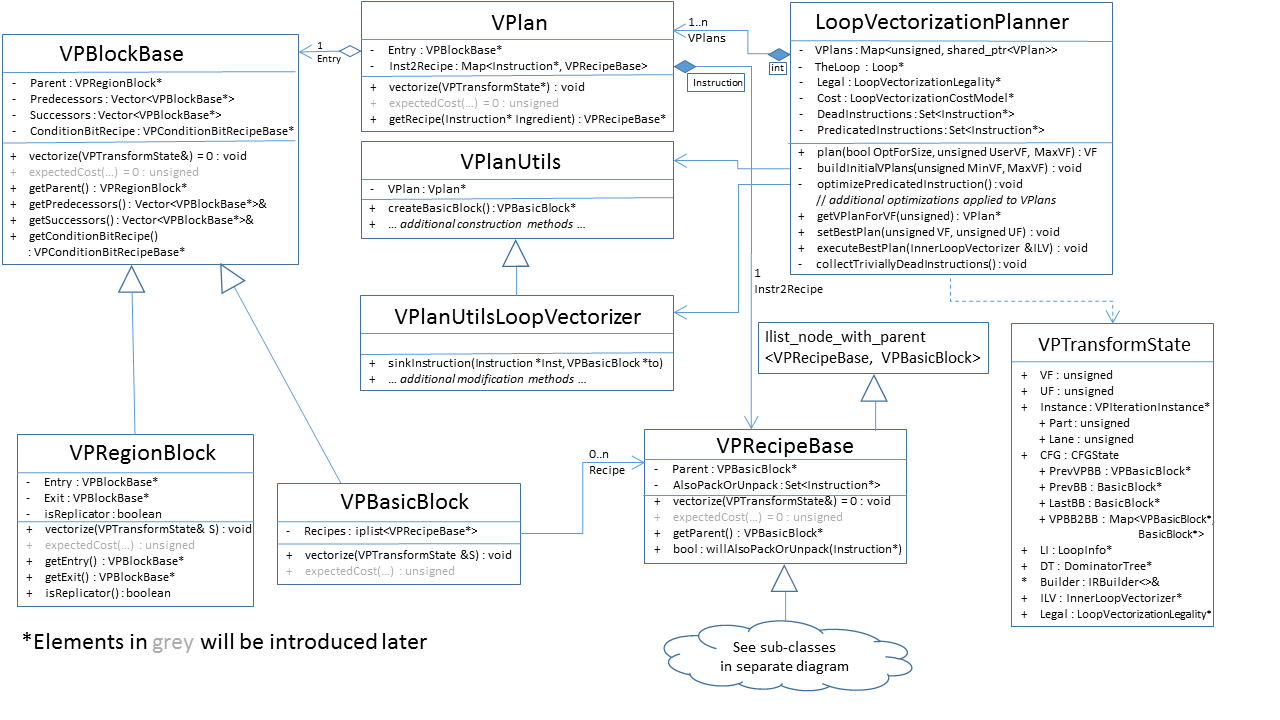 VPBlockBase
- Parent : VPRegionBlock*
- Predecessors : Vector<VPBlockBase*>
- Successors : Vector<VPBlockBase*>
- ConditionBitRecipe : VPConditionBitRecipeBase*
+ vectorize(VPTransformState&) = 0 : void
+ expectedCost(...) = 0 : unsigned
+ getParent() : VPRegionBlock*
+ getPredecessors() : Vector<VPBlockBase*>&
+ getSuccessors() : Vector<VPBlockBase*>&
+ getConditionBitRecipe()
: VPConditionBitRecipeBase*
1
Entry
VPlan
- Entry : VPBlockBase*
- Inst2Recipe : Map<Instruction*, VPRecipeBase>
+ vectorize(VPTransformState*) : void
+ expectedCost(...) = 0 : unsigned
+ getRecipe(Instruction* Ingredient) : VPRecipeBase*
1..n
VPlans
int
Instruction
LoopVectorizationPlanner
- VPlans : Map<unsigned, shared_ptr<VPlan>>
- TheLoop : Loop*
- Legal : LoopVectorizationLegality*
- Cost : LoopVectorizationCostModel*
- DeadInstructions : Set<Instruction*>
- PredicatedInstructions : Set<Instruction*>
+ plan(bool OptForSize, unsigned UserVF, MaxVF) : VF
- buildInitialVPlans(unsigned MinVF, MaxVF) : void
- optimizePredicatedInstruction() : void
// additional optimizations applied to VPlans
+ getVPlanForVF(unsigned) : VPlan*
+ setBestPlan(unsigned VF, unsigned UF) : void
+ executeBestPlan(InnerLoopVectorizer &ILV) : void
- collectTriviallyDeadInstructions() : void
VPlanUtils
- VPlan : Vplan*
+ createBasicBlock() : VPBasicBlock*
+ ... additional construction methods ...
1
Instr2Recipe
VPlanUtilsLoopVectorizer
+ sinkInstruction(Instruction *Inst, VPBasicBlock *to)
+ ... additional modification methods ...
Ilist_node_with_parent
<VPRecipeBase, VPBasicBlock>
VPTransformState
+ VF : unsigned
+ UF : unsigned
+ Instance : VPIterationInstance*
+ Part : unsigned
+ Lane : unsigned
+ CFG : CFGState
+ PrevVPBB : VPBasicBlock*
+ PrevBB : BasicBlock*
+ LastBB : BasicBlock*
+ VPBB2BB : Map<VPBasicBlock*,
BasicBlock*>
+ LI : LoopInfo*
+ DT : DominatorTree*
* Builder : IRBuilder<>&
+ ILV : InnerLoopVectorizer*
+ Legal : LoopVectorizationLegality*
VPRegionBlock
- Entry : VPBlockBase*
- Exit : VPBlockBase*
- isReplicator : boolean
+ vectorize(VPTransformState& S) : void
+ expectedCost(...) : unsigned
+ getEntry() : VPBlockBase*
+ getExit() : VPBlockBase*
+ isReplicator() : boolean
VPBasicBlock
- Recipes : iplist<VPRecipeBase*>
+ vectorize(VPTransformState &S) : void
+ expectedCost(...) : unsigned
0..n
Recipe
VPRecipeBase
- Parent : VPBasicBlock*
- AlsoPackOrUnpack : Set<Instruction*>
+ vectorize(VPTransformState&) = 0 : void
+ expectedCost(...) = 0 : unsigned
+ getParent() : VPBasicBlock*
+ bool : willAlsoPackOrUnpack(Instruction*)
See sub-classes
in separate diagram
*Elements in grey will be introduced later